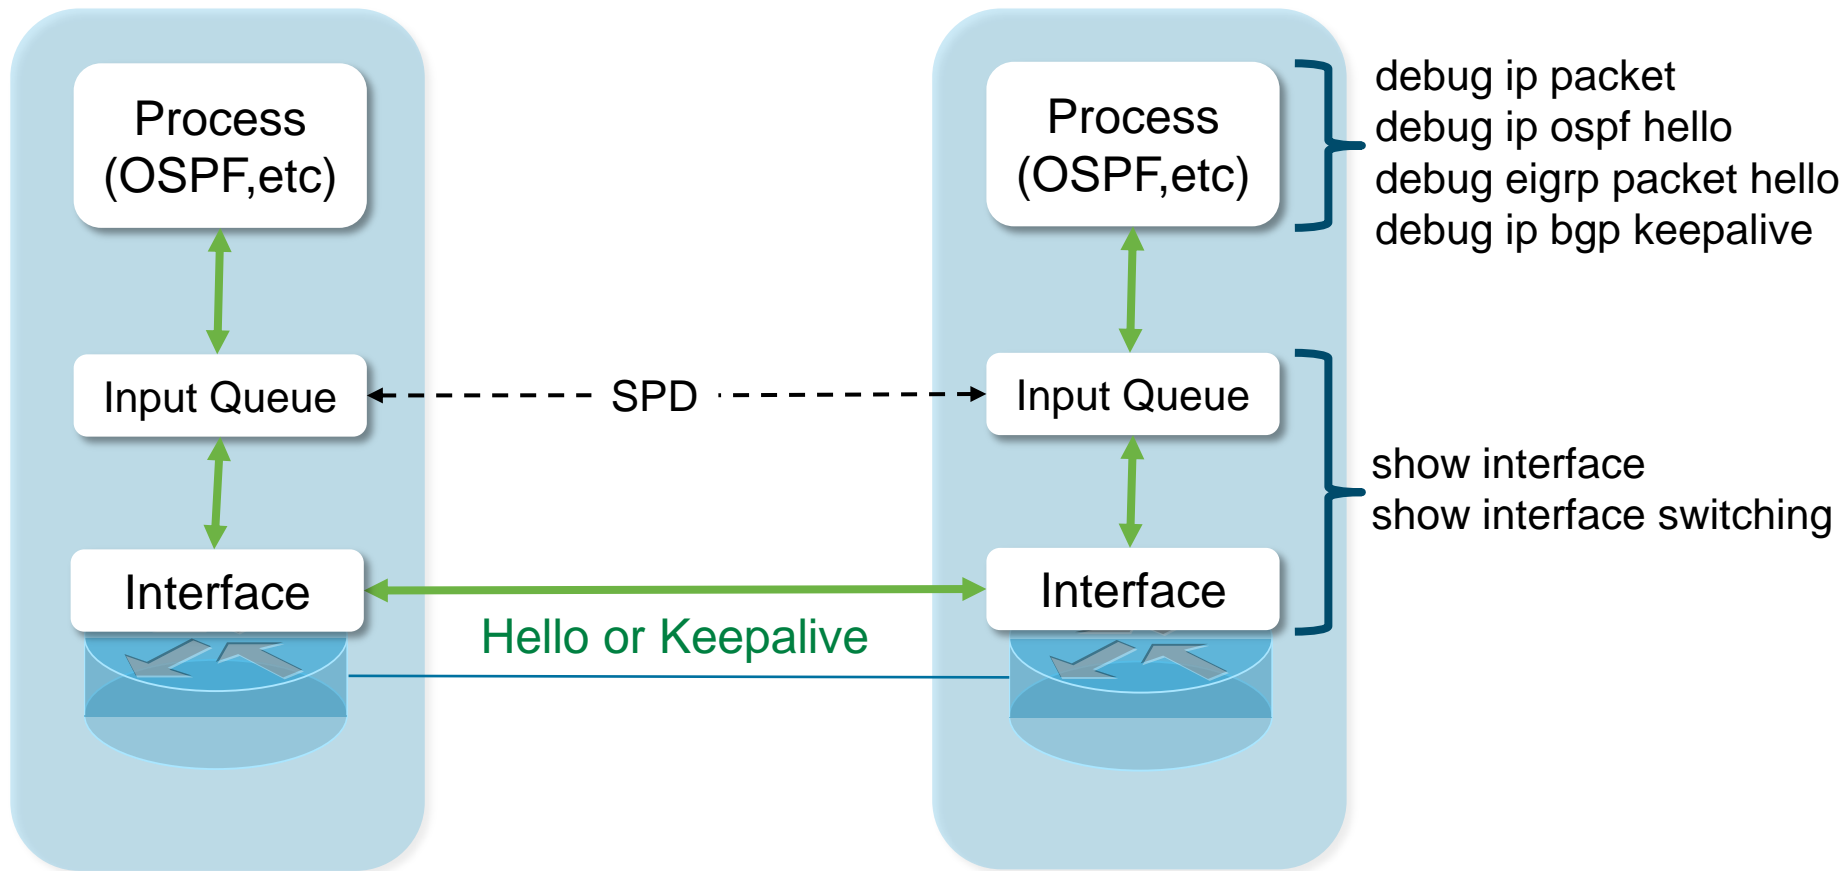 Process
(OSPF,etc)
Input Queue
Interface
SPD
Hello or Keepalive
Process
(OSPF,etc)
Input Queue
Interface
debug ip packet
debug ip ospf hello
debug eigrp packet hello
debug ip bgp keepalive
show interface
show interface switching